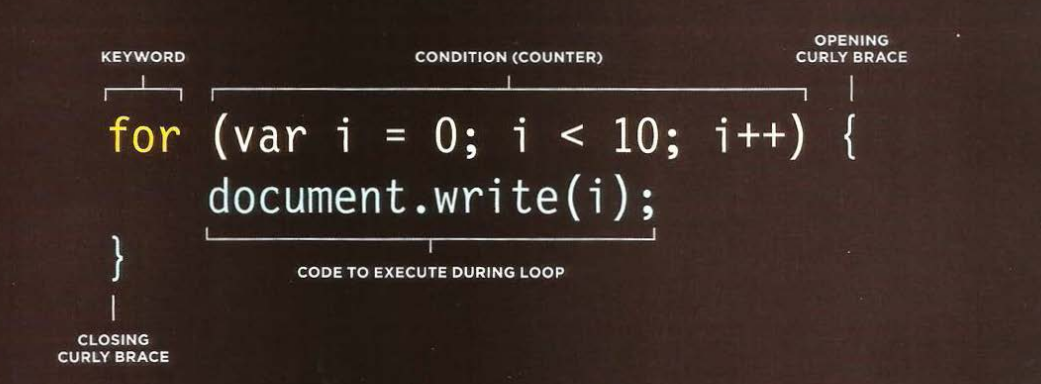 KEYWORD
CONDITION (COUNTER)
OPENING
CURLY BRACE
for (var i = 0; i < 10; i++) {
document.write(i);
}
CODE TO EXECUTE DURING LOOP
CLOSING
CURLY BRACE